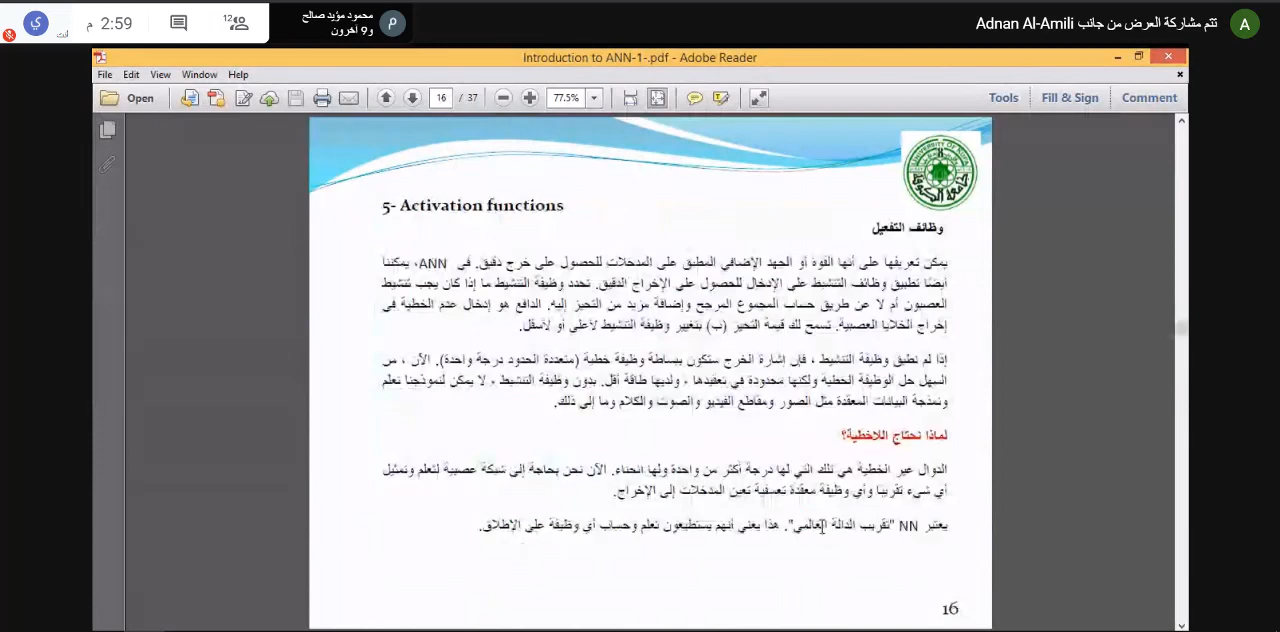 تتم مشاركة العرض من جانب Adnan Al-Amili
A
محمود مؤيد صالح
و9 آخرون
م
12
2:59 م
ي
أنت
Introduction to ANN-1-.pdf - Adobe Reader
File Edit View Window Help
Open 16 / 37 77.5% Tools Fill & Sign Comment
UNIVERSITY OF KUFA
جامعة الكوفة
5- Activation functions
وظائف التفعيل
يمكن تعريفها على أنها القوة أو الجهد الإضافي المطبق على المدخلات للحصول على خرج دقيق. في ANN، يمكننا
أيضًا تطبيق وظائف التنشيط على الإدخال للحصول على الإخراج الدقيق. تحدد وظيفة التنشيط ما إذا كان يجب تنشيط
العصبون أم لا عن طريق حساب المجموع المرجح وإضافة مزيد من التحيز إليه. الدافع هو إدخال عدم الخطية في
إخراج الخلايا العصبية. تسمح لك قيمة التحيز (ب) بتغيير وظيفة التنشيط لأعلى أو لأسفل.
إذا لم تطبق وظيفة التنشيط ، فإن اشارة الخرج ستكون ببساطة وظيفة خطية (متعددة الحدود درجة واحدة). الآن ، من
السهل حل الوظيفة الخطية ولكنها محدودة في تعقيدها ، ولديها طاقة أقل. بدون وظيفة التنشيط ، لا يمكن لنموذجنا تعلم
ونمذجة البيانات المعقدة مثل الصور ومقاطع الفيديو والصوت والكلام وما إلى ذلك.
لماذا نحتاج اللاخطية؟
الدوال غير الخطية هي تلك التي لها درجة أكثر من واحدة ولها انحناء. الآن نحن بحاجة إلى شبكة عصبية لتعلم وتمثيل
أي شيء تقريبًا وأي وظيفة معقدة تعسفية تعين المدخلات إلى الإخراج.
يعتبر NN "تقريب الدالة العالمي". هذا يعني أنهم يستطيعون تعلم وحساب أي وظيفة على الإطلاق.
16